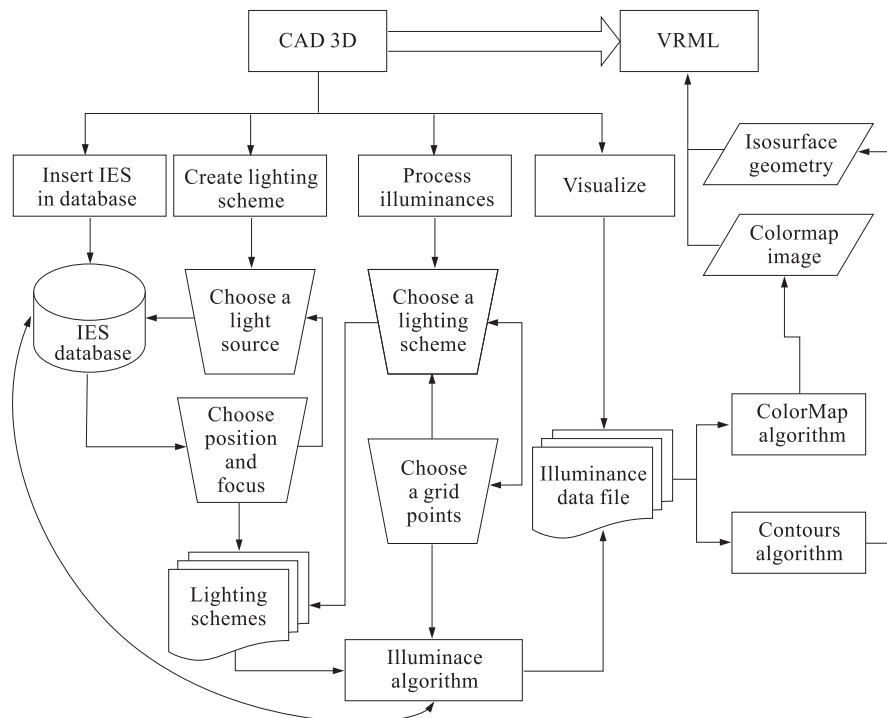 CAD 3D
VRML
Insert IES
in database
Create lighting
scheme
Process
illuminances
Visualize
Isosurface
geometry
Colormap
image
IES
database
Choose a
light
source
Choose a
lighting
scheme
Choose
position
and
focus
Choose
a grid
points
Illuminance
data file
ColorMap
algorithm
Contours
algorithm
Lighting
schemes
Illuminace
algorithm